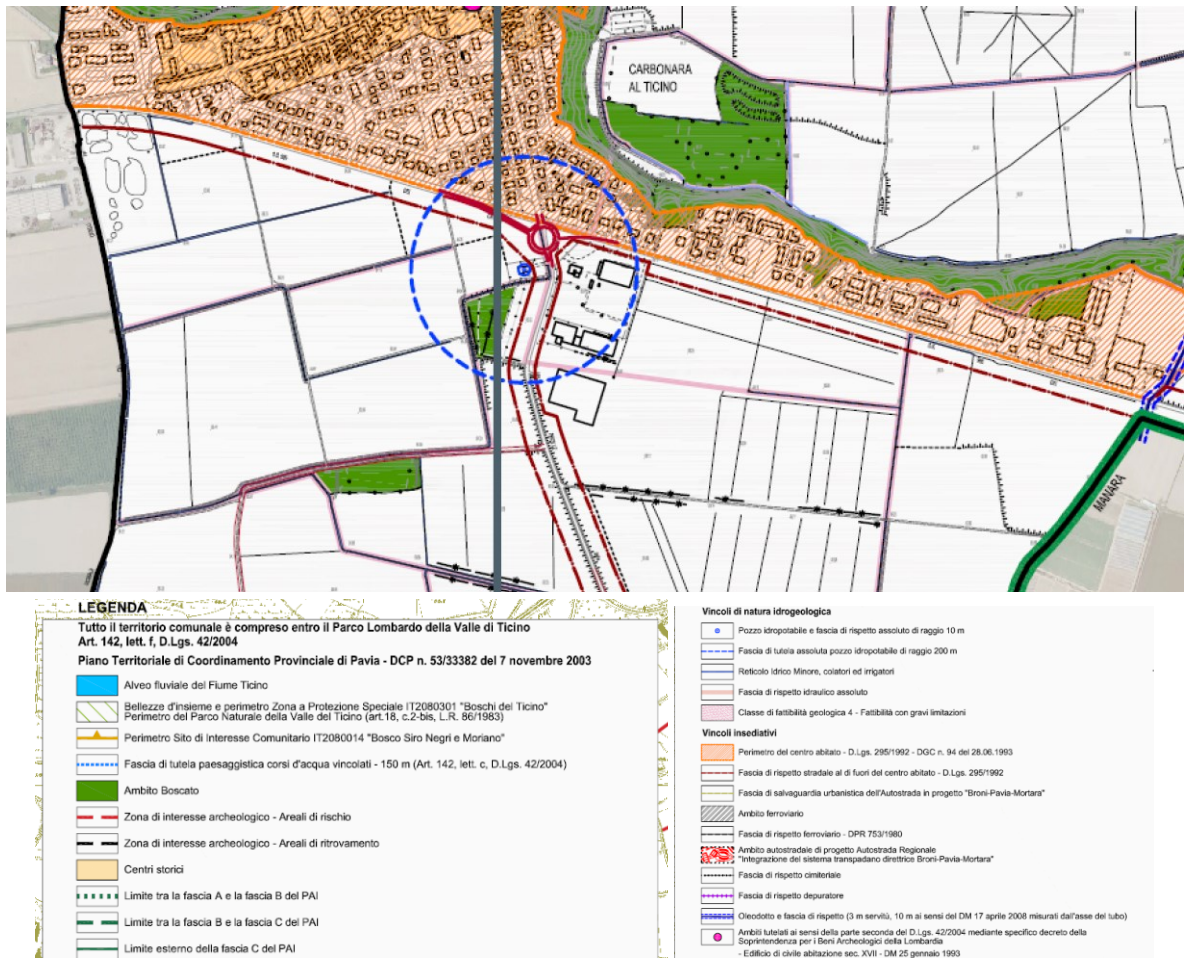 CARBONARA
AL TICINO
MANARA
LEGENDA
Tutto il territorio comunale è compreso entro il Parco Lombardo della Valle di Ticino
Art. 142, lett. f, D.Lgs. 42/2004
Piano Territoriale di Coordinamento Provinciale di Pavia - DCP n. 53/33382 del 7 novembre 2003
Alveo fluviale del Fiume Ticino
Bellezze d'insieme e perimetro Zona a Protezione Speciale IT2080301 "Boschi del Ticino"
Perimetro del Parco Naturale della Valle del Ticino (art.18, c.2-bis, L.R. 86/1983)
Perimetro Sito di Interesse Comunitario IT2080014 "Bosco Siro Negri e Moriano"
Fascia di tutela paesaggistica corsi d'acqua vincolati - 150 m (Art. 142, lett. c, D.Lgs. 42/2004)
Ambito Boscato
Zona di interesse archeologico - Areali di rischio
Zona di interesse archeologico - Areali di ritrovamento
Centri storici
Limite tra la fascia A e la fascia B del PAI
Limite tra la fascia B e la fascia C del PAI
Limite esterno della fascia C del PAI
Vincoli di natura idrogeologica
Pozzo idropotabile e fascia di rispetto assoluto di raggio 10 m
Fascia di tutela assoluta pozzo idropotabile di raggio 200 m
Reticolo Idrico Minore, colatori ed irrigatori
Fascia di rispetto idraulico assoluto
Classe di fattibilità geologica 4 - Fattibilità con gravi limitazioni
Vincoli insediativi
Perimetro del centro abitato - D.Lgs. 295/1992 - DGC n. 94 del 28.06.1993
Fascia di rispetto stradale al di fuori del centro abitato - D.Lgs. 295/1992
Fascia di salvaguardia urbanistica dell'Autostrada in progetto "Broni-Pavia-Mortara"
Ambito ferroviario
Fascia di rispetto ferroviario - DPR 753/1980
Ambito autostradale di progetto Autostrada Regionale
"Integrazione del sistema transpadano direttrice Broni-Pavia-Mortara"
Fascia di rispetto cimiteriale
Fascia di rispetto depuratore
Oleodotto e fascia di rispetto (3 m servitù, 10 m ai sensi del DM 17 aprile 2008 misurati dall'asse del tubo)
Ambiti tutelati ai sensi della parte seconda del D.Lgs. 42/2004 mediante specifico decreto della
Soprintendenza per i Beni Archeologici della Lombardia
- Edificio di civile abitazione sec. XVII - DM 25 gennaio 1993